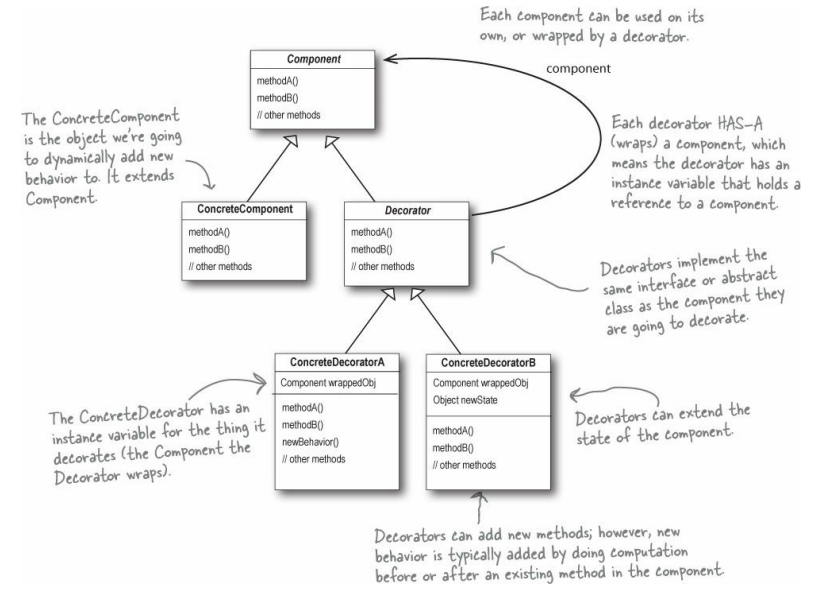 Each component can be used on its
own, or wrapped by a decorator.
Component
methodA()
methodB()
// other methods
component
The ConcreteComponent
is the object we're going
to dynamically add new
behavior to. It extends
Component.
Each decorator HAS-A
(wraps) a component, which
means the decorator has an
instance variable that holds a
reference to a component.
ConcreteComponent
methodA()
methodB()
// other methods
Decorator
methodA()
methodB()
// other methods
Decorators implement the
same interface or abstract
class as the component they
are going to decorate.
ConcreteDecoratorA
Component wrappedObj
methodA()
methodB()
newBehavior()
// other methods
ConcreteDecoratorB
Component wrappedObj
Object newState
methodA()
methodB()
// other methods
The ConcreteDecorator has an
instance variable for the thing it
decorates (the Component the
Decorator wraps).
Decorators can extend the
state of the component.
Decorators can add new methods; however, new
behavior is typically added by doing computation
before or after an existing method in the component.